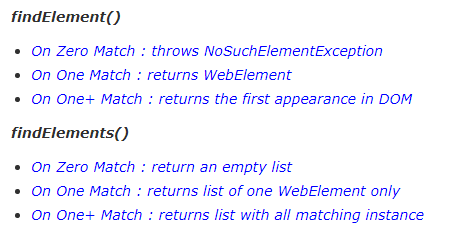 findElement()
• On Zero Match : throws NoSuchElementException
• On One Match : returns WebElement
• On One+ Match : returns the first appearance in DOM
findElements()
• On Zero Match : return an empty list
• On One Match : returns list of one WebElement only
• On One+ Match : returns list with all matching instance